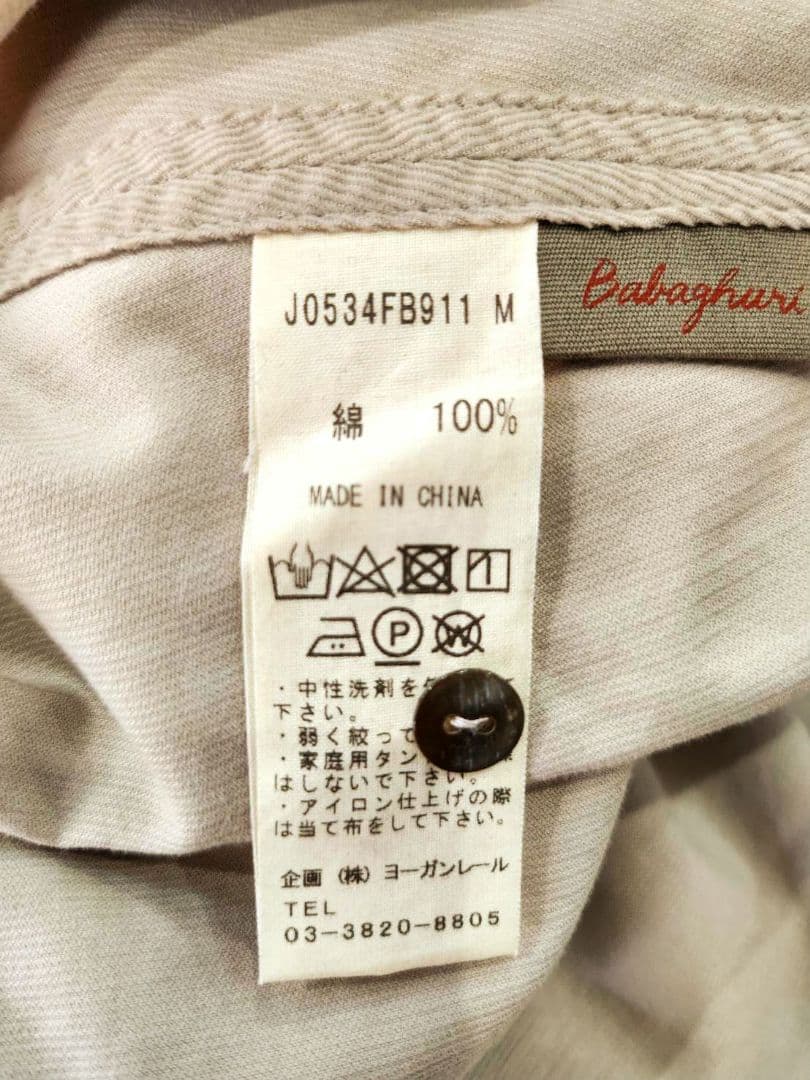 J0534FB911 M
Babaghuri
綿 100%
MADE IN CHINA
P
W
・中性洗剤を
下さい。
・弱く絞って
・家庭用タン
はしないで下さい。
・アイロン仕上げの際
は当て布をして下さい。
企画 (株) ヨーガンレール
TEL
03-3820-8805